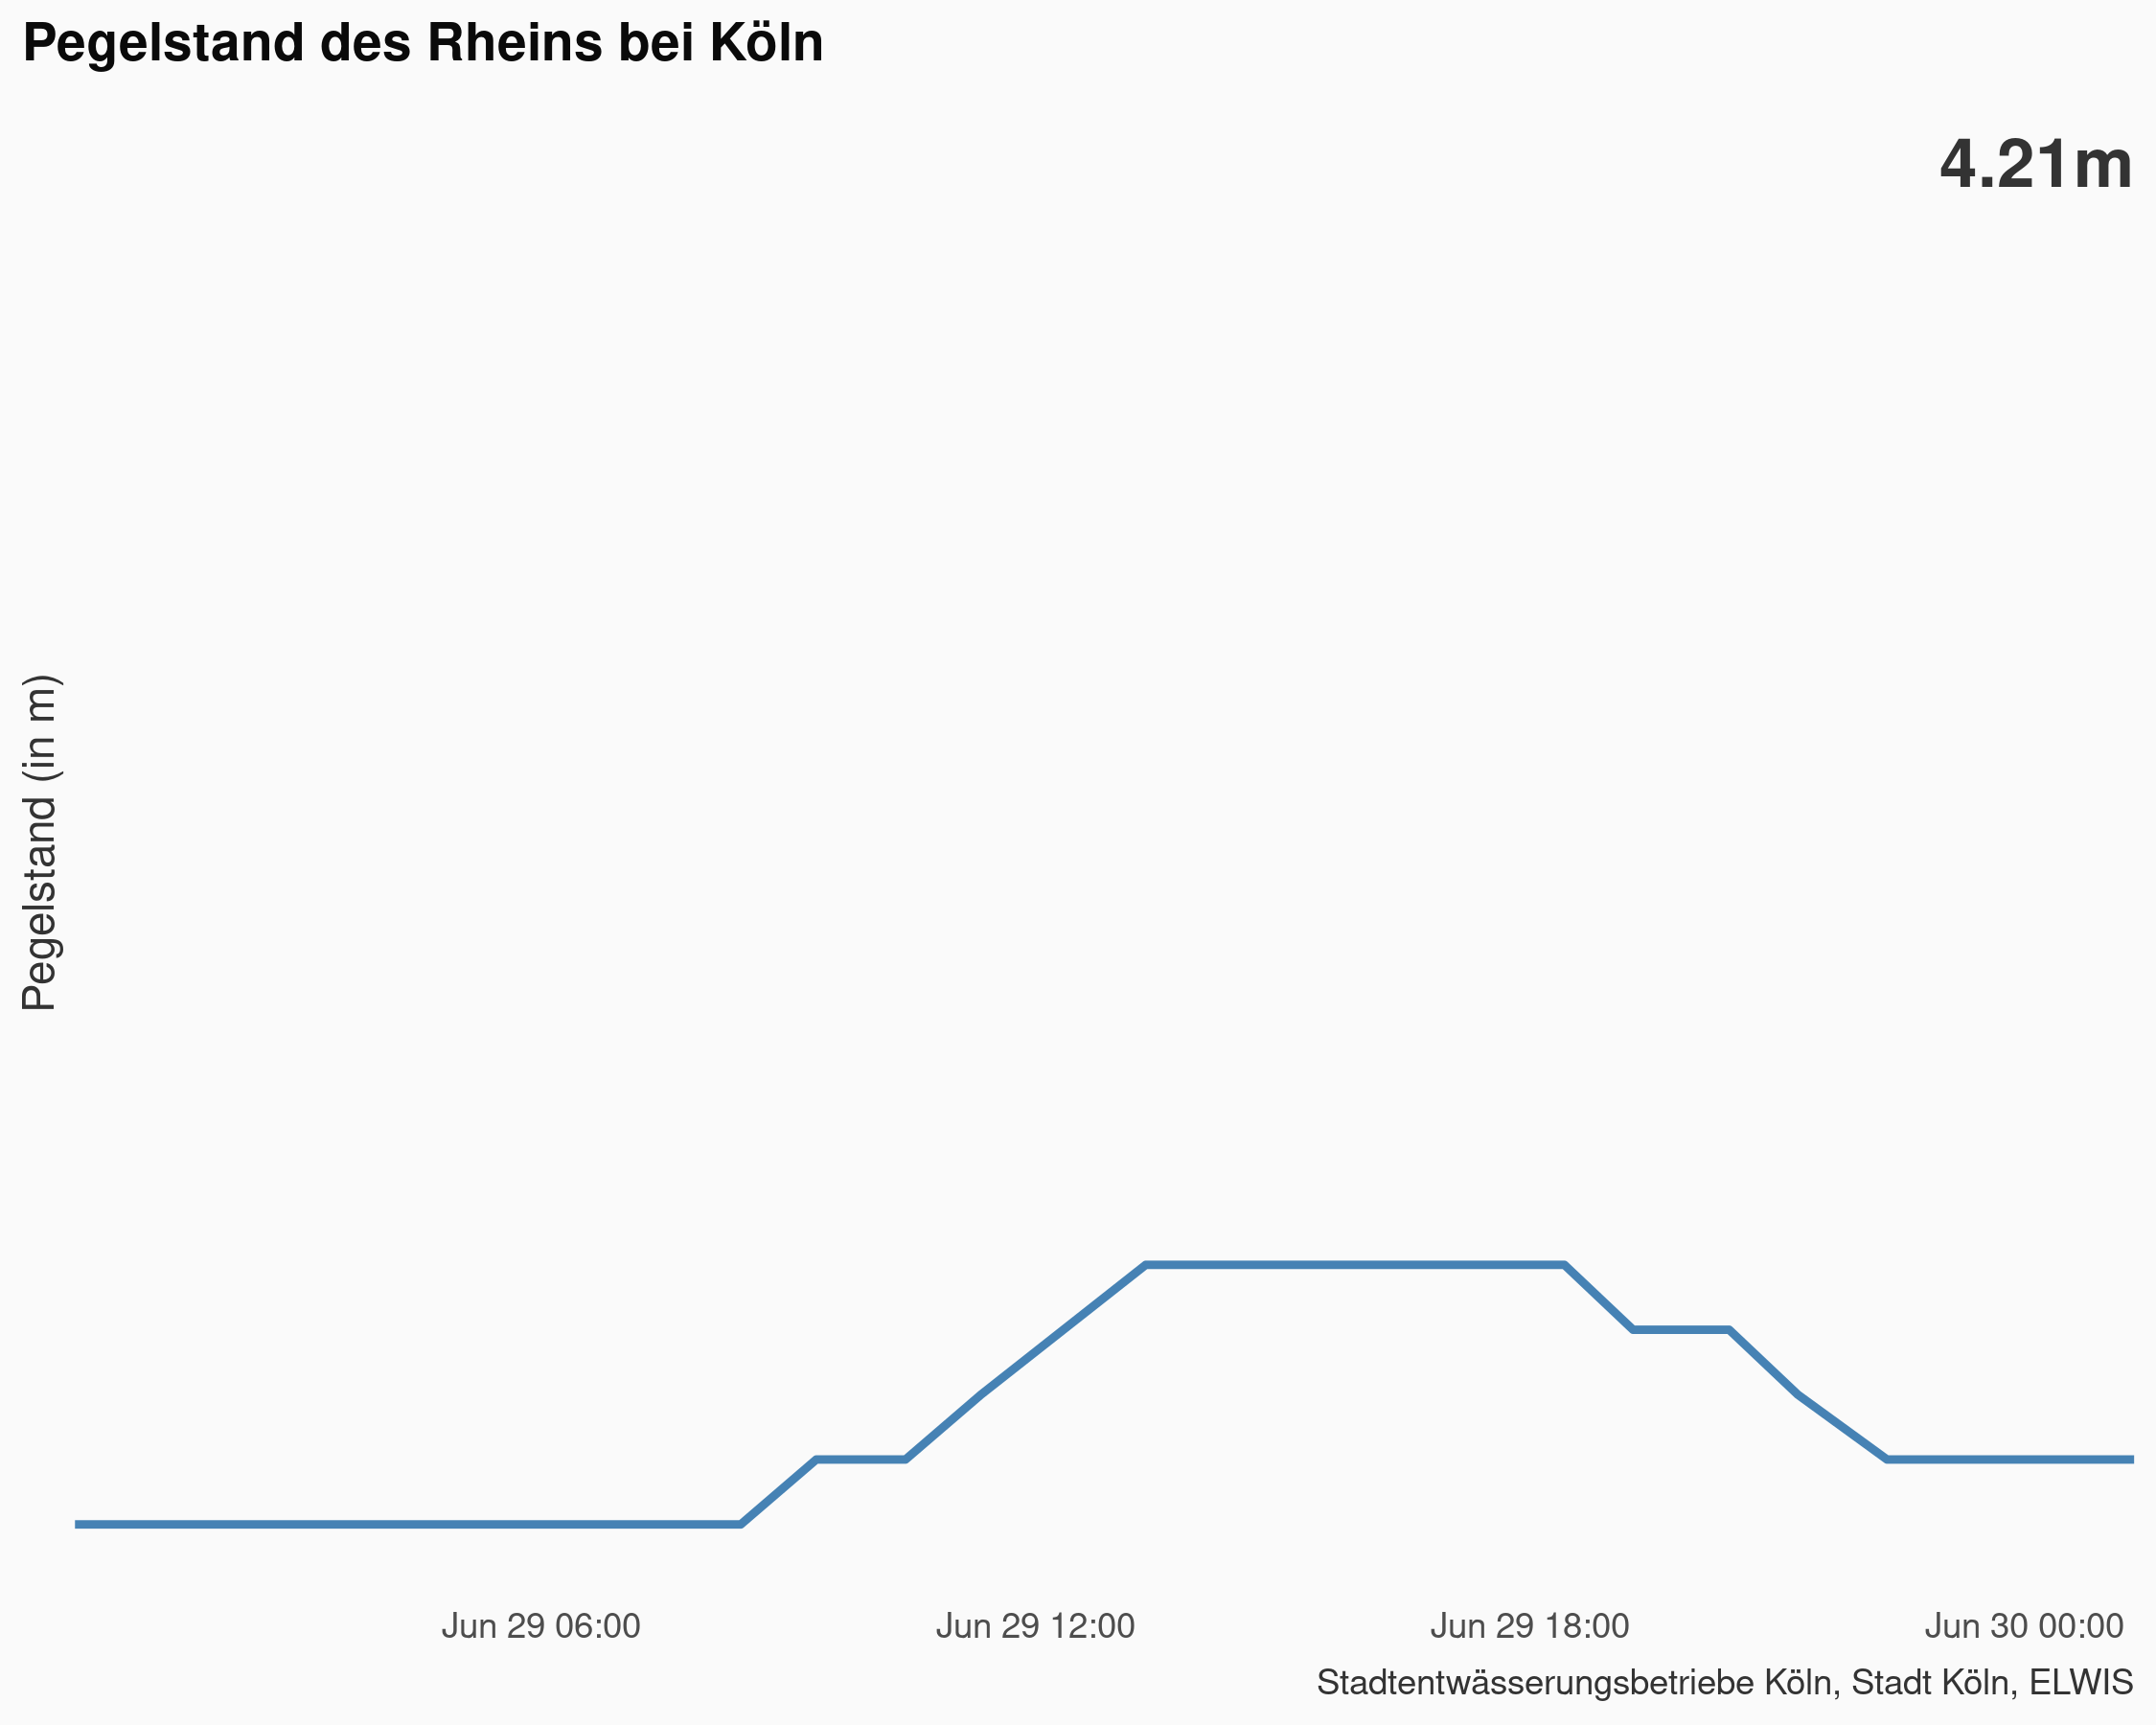 Pegelstand des Rheins bei Köln
4.21m
Pegelstand (in m)
Jun 29 06:00 Jun 29 12:00 Jun 29 18:00 Jun 30 00:00
Stadtentwässerungsbetriebe Köln, Stadt Köln, ELWIS